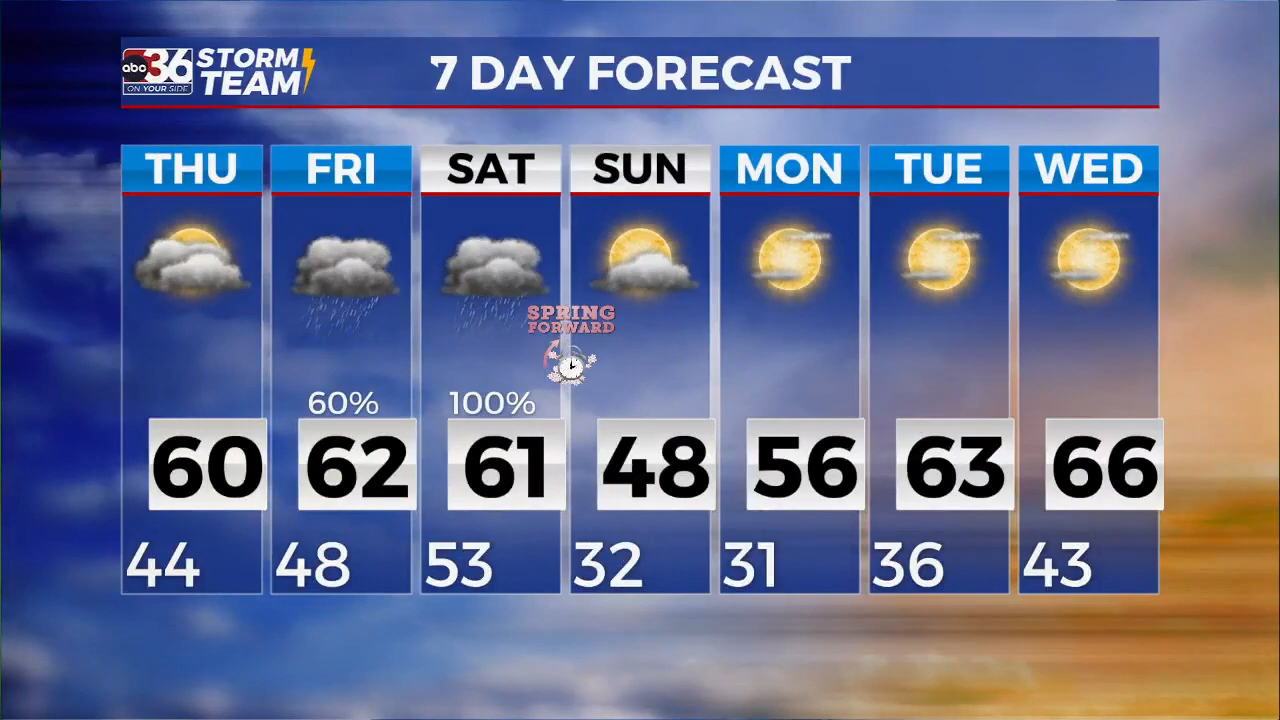 abc 36
ON YOUR SIDE
STORM
TEAM
7 DAY FORECAST
THU FRI SAT SUN MON TUE WED
SPRING
FORWARD
60% 100%
60 62 61 48 56 63 66
44 48 53 32 31 36 43